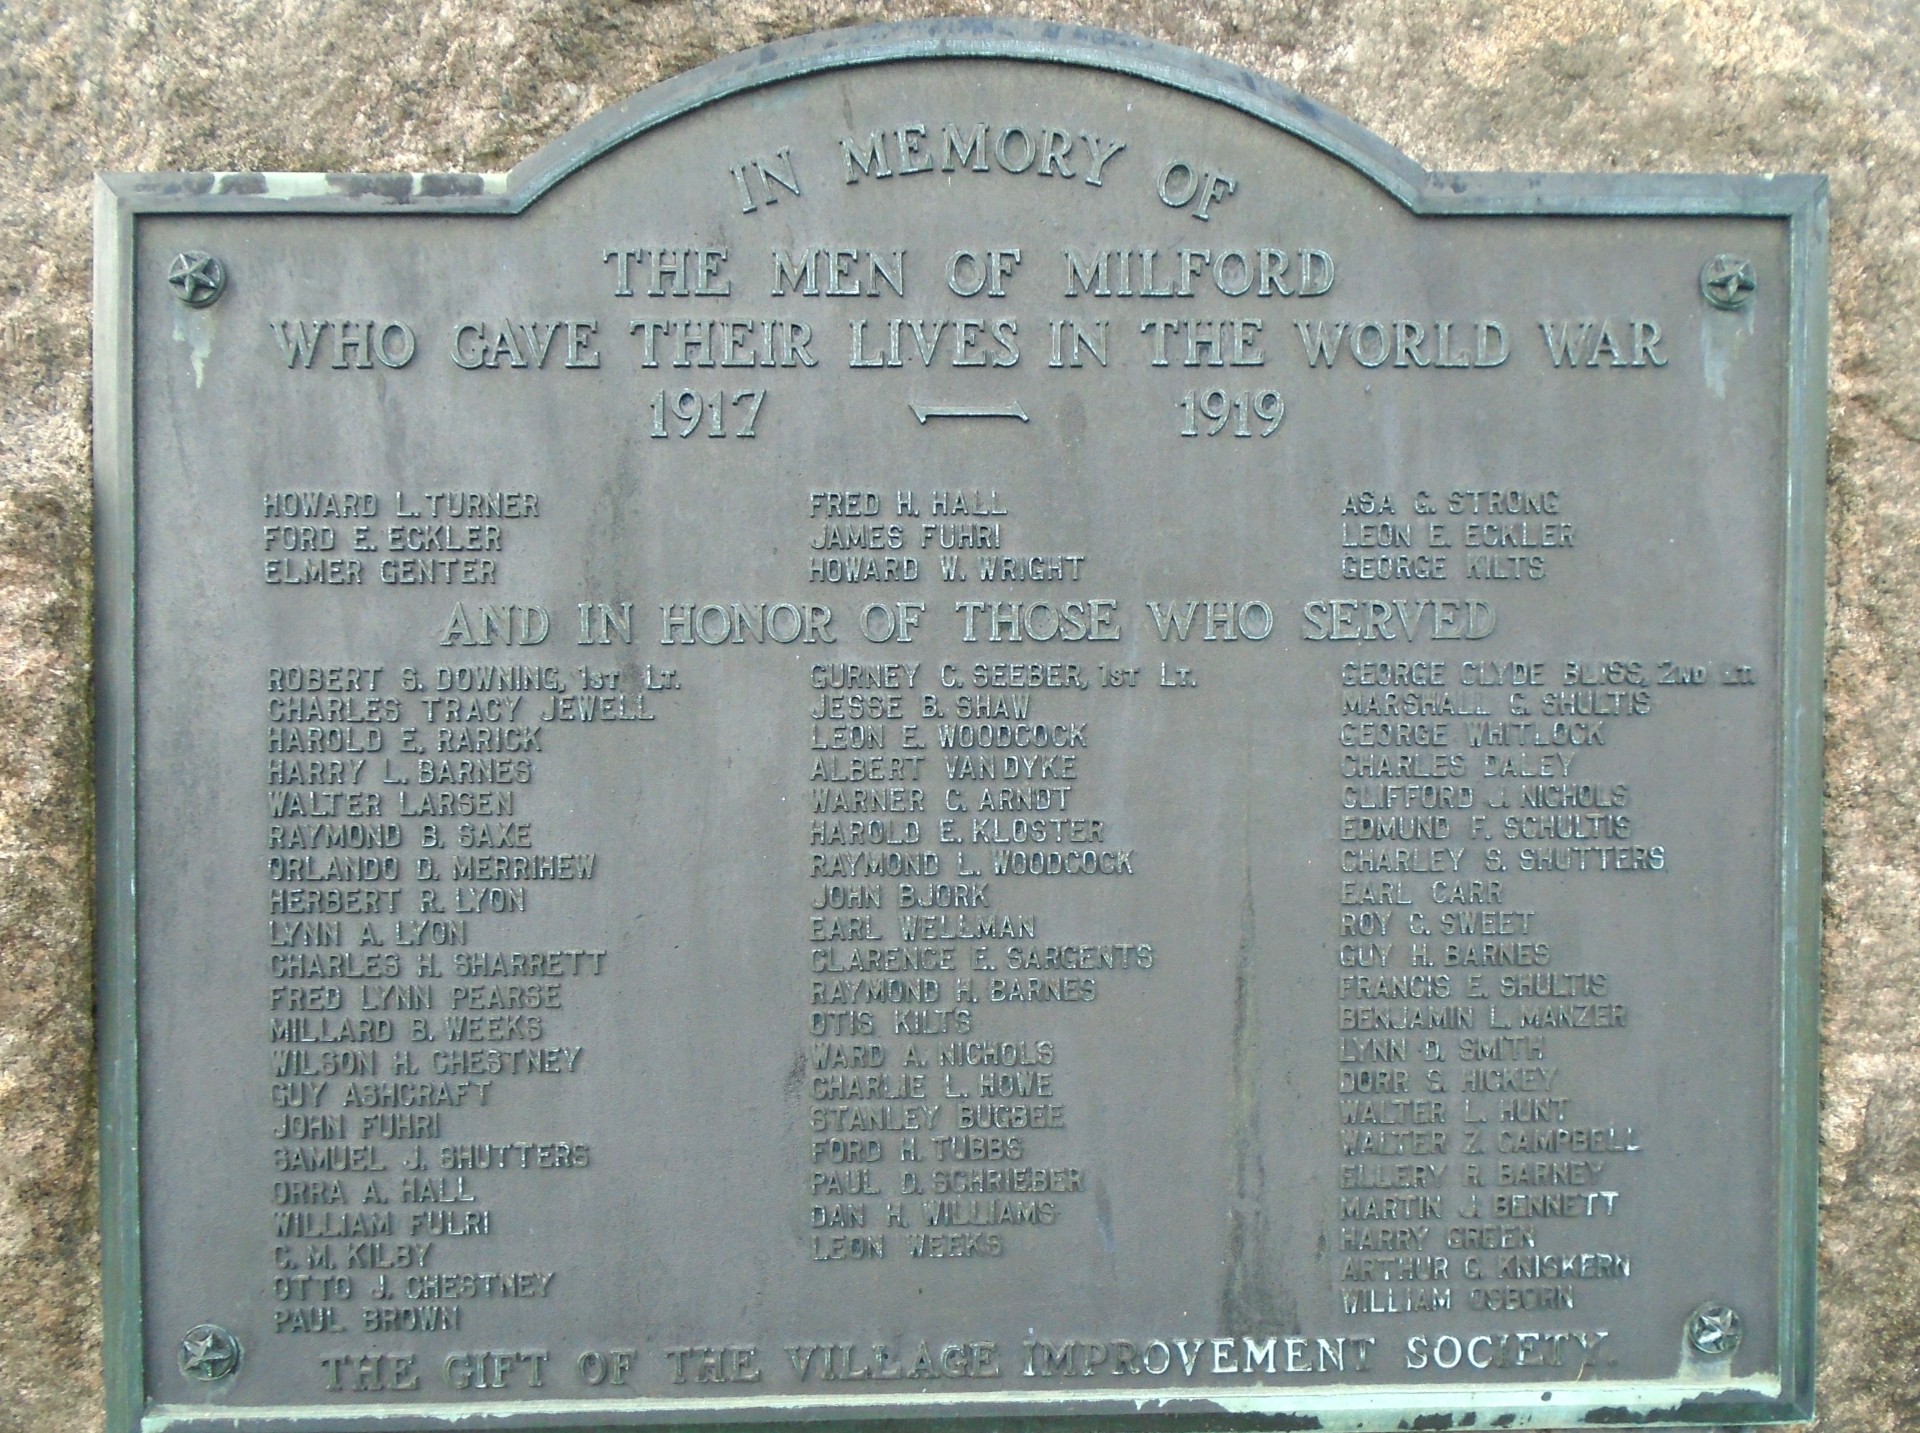 IN MEMORY OF
THE MEN OF MILFORD
WHO GAVE THEIR LIVES IN THE WORLD WAR
1917 — 1919
HOWARD L. TURNER
FORD E. ECKLER
ELMER GENTER
FRED H. HALL
JAMES FUHRI
HOWARD W. WRIGHT
ASA G. STRONG
LEON E. ECKLER
GEORGE KILTS
AND IN HONOR OF THOSE WHO SERVED
ROBERT S. DOWNING, 1ST LT.
CHARLES TRACY JEWELL
HAROLD E. RARICK
HARRY L. BARNES
WALTER LARSEN
RAYMOND B. SAXE
ORLANDO D. MERRIHEW
HERBERT R. LYON
LYNN A. LYON
CHARLES H. SHARRETT
FRED LYNN PEARSE
MILLARD B. WEEKS
WILSON H. CHESTNEY
GUY ASHCRAFT
JOHN FUHRI
SAMUEL J. SHUTTERS
ORRA A. HALL
WILLIAM FULRI
C. M. KILBY
OTTO J. CHESTNEY
PAUL BROWN
GURNEY C. SEEBER, 1ST LT.
JESSE B. SHAW
LEON E. WOODCOCK
ALBERT VAN DYKE
WARNER C. ARNDT
HAROLD E. KLOSTER
RAYMOND L. WOODCOCK
JOHN BJORK
EARL WELLMAN
CLARENCE E. SARGENTS
RAYMOND H. BARNES
OTIS KILTS
WARD A. NICHOLS
CHARLIE L. HOWE
STANLEY BUGBEE
FORD H. TUBBS
PAUL D. SCHRIEBER
DAN H. WILLIAMS
LEON WEEKS
GEORGE CLYDE BLISS, 2ND LT.
MARSHALL G. SHULTIS
GEORGE WHITLOCK
CHARLES DALEY
CLIFFORD J. NICHOLS
EDMUND F. SCHULTIS
CHARLEY S. SHUTTERS
EARL CARR
ROY C. SWEET
GUY H. BARNES
FRANCIS E. SHULTIS
BENJAMIN L. MANZER
LYNN D. SMITH
DORR S. HICKEY
WALTER L. HUNT
WALTER Z. CAMPBELL
ELLERY R. BARNEY
MARTIN J. BENNETT
HARRY GREEN
ARTHUR G. KNISKERN
WILLIAM OSBORN
THE GIFT OF THE VILLAGE IMPROVEMENT SOCIETY.